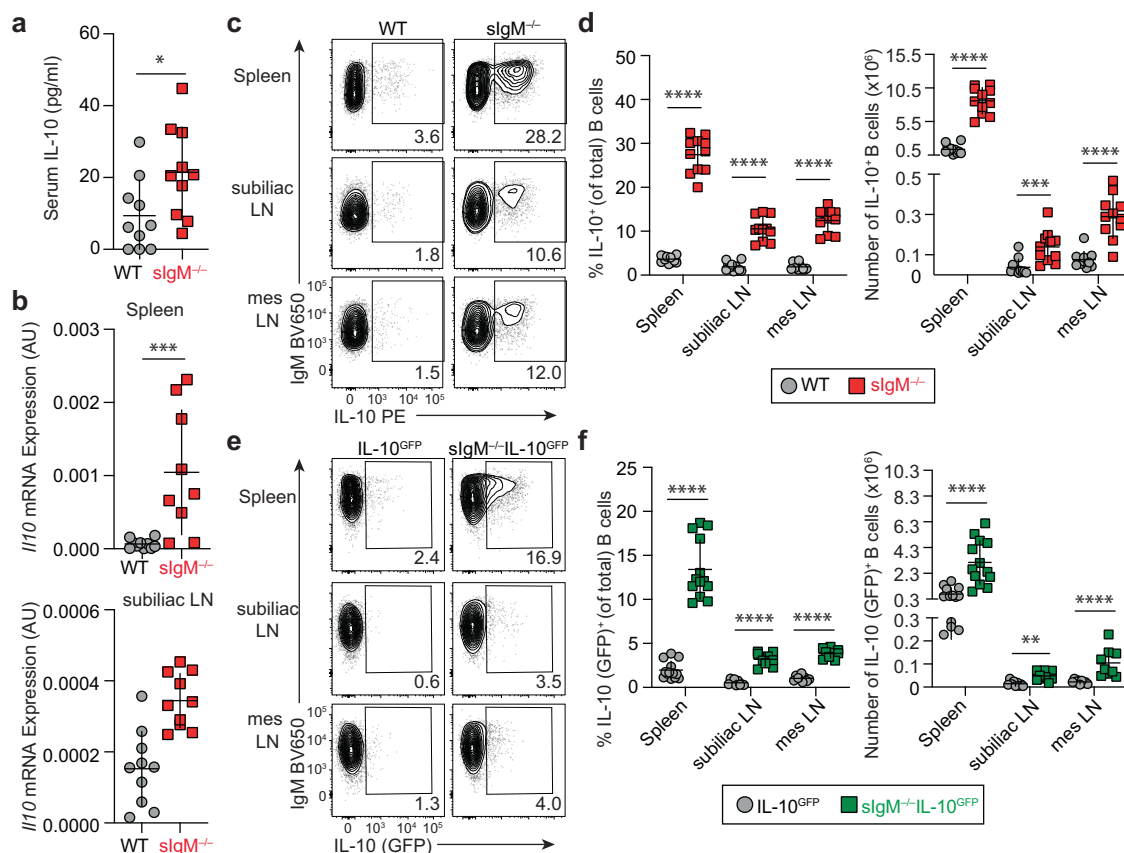 a
Serum IL-10 (pg/ml)
60
40
20
0
*
WT
sIgM–/–
b
Spleen
Il10 mRNA Expression (AU)
0.003
0.002
0.001
0.000
***
WT
sIgM–/–
subiliac LN
Il10 mRNA Expression (AU)
0.0006
0.0004
0.0002
0.0000
WT
sIgM–/–
c
WT
sIgM–/–
Spleen
3.6
28.2
subiliac
LN
1.8
10.6
mes
LN
10⁵
10⁴
10³
0
1.5
12.0
IgM BV650
0 10³ 10⁴ 10⁵
IL-10 PE
d
% IL-10⁺ (of total) B cells
50
40
30
20
10
0
****
****
****
Spleen
subiliac LN
mes LN
Number of IL-10⁺ B cells (x10⁶)
15.5
10.5
5.5
0.5
0.5
0.3
0.1
0
****
***
****
Spleen
subiliac LN
mes LN
WT
sIgM–/–
e
IL-10GFP
sIgM–/–IL-10GFP
Spleen
2.4
16.9
subiliac
LN
0.6
3.5
mes
LN
10⁵
10⁴
10³
0
1.3
4.0
IgM BV650
0 10³ 10⁴ 10⁵
IL-10 (GFP)
f
% IL-10 (GFP)⁺ (of total) B cells
25
20
15
10
5
0
****
****
****
Spleen
subiliac LN
mes LN
Number of IL-10 (GFP)⁺ B cells (x10⁶)
10.3
8.3
6.3
4.3
2.3
0.3
0.3
0.2
0.1
0
****
**
****
Spleen
subiliac LN
mes LN
IL-10GFP
sIgM–/–IL-10GFP